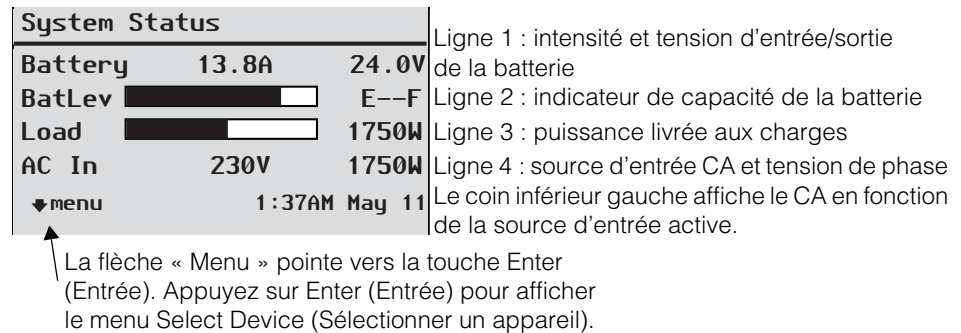 System Status
Battery 13.8A 24.0V
BatLev E--F
Load 1750W
AC In 230V 1750W
menu 1:37AM May 11
Ligne 1 : intensité et tension d'entrée/sortie
de la batterie
Ligne 2 : indicateur de capacité de la batterie
Ligne 3 : puissance livrée aux charges
Ligne 4 : source d'entrée CA et tension de phase
Le coin inférieur gauche affiche le CA en fonction
de la source d'entrée active.
La flèche « Menu » pointe vers la touche Enter
(Entrée). Appuyez sur Enter (Entrée) pour afficher
le menu Select Device (Sélectionner un appareil).